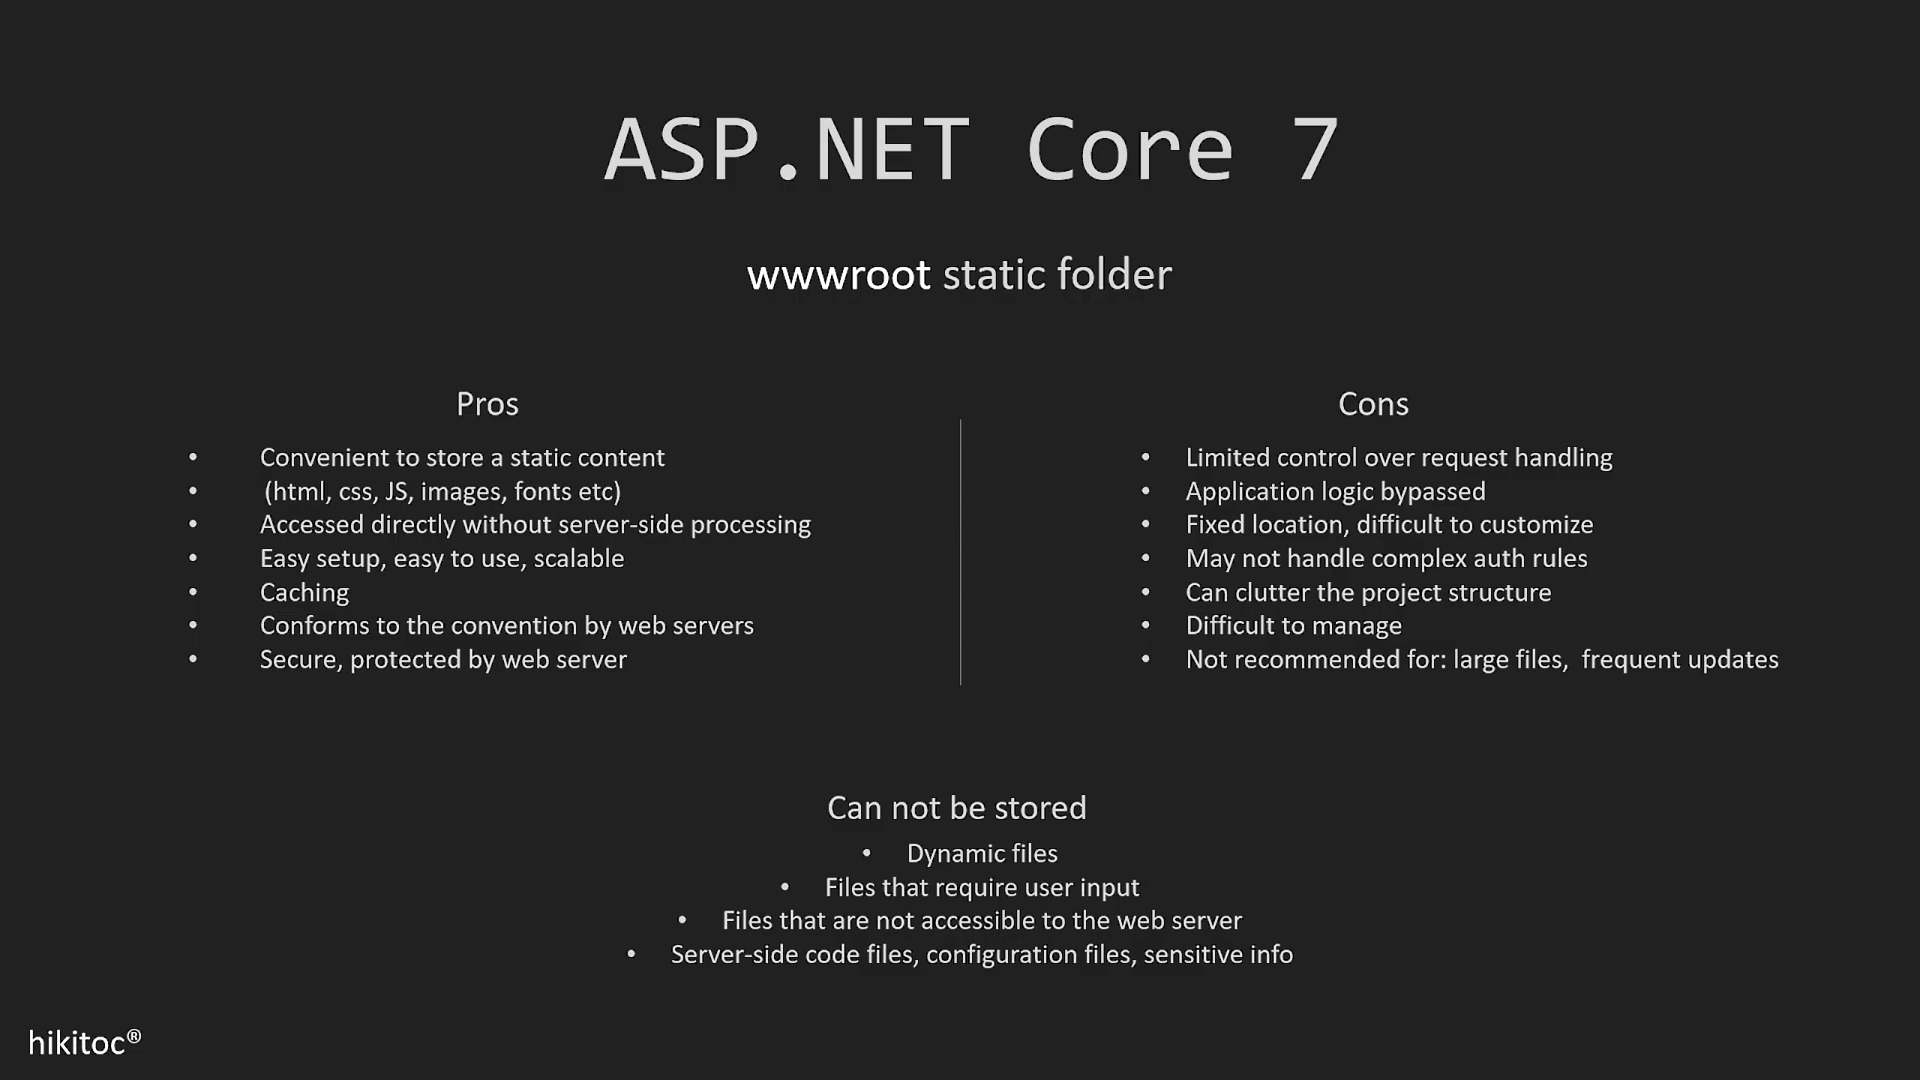 ASP.NET Core 7
wwwroot static folder
Pros
• Convenient to store a static content
• (html, css, JS, images, fonts etc)
• Accessed directly without server-side processing
• Easy setup, easy to use, scalable
• Caching
• Conforms to the convention by web servers
• Secure, protected by web server
Cons
• Limited control over request handling
• Application logic bypassed
• Fixed location, difficult to customize
• May not handle complex auth rules
• Can clutter the project structure
• Difficult to manage
• Not recommended for: large files,  frequent updates
Can not be stored
• Dynamic files
• Files that require user input
• Files that are not accessible to the web server
• Server-side code files, configuration files, sensitive info
hikitoc®